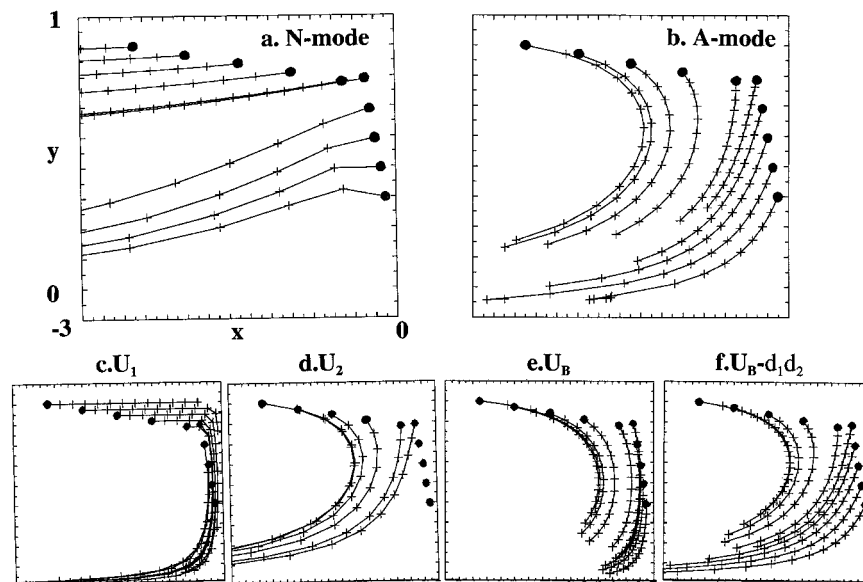 1
a. N-mode
b. A-mode
y
0
-3
x
0
c.U1
d.U2
e.UB
f.UB-d1d2